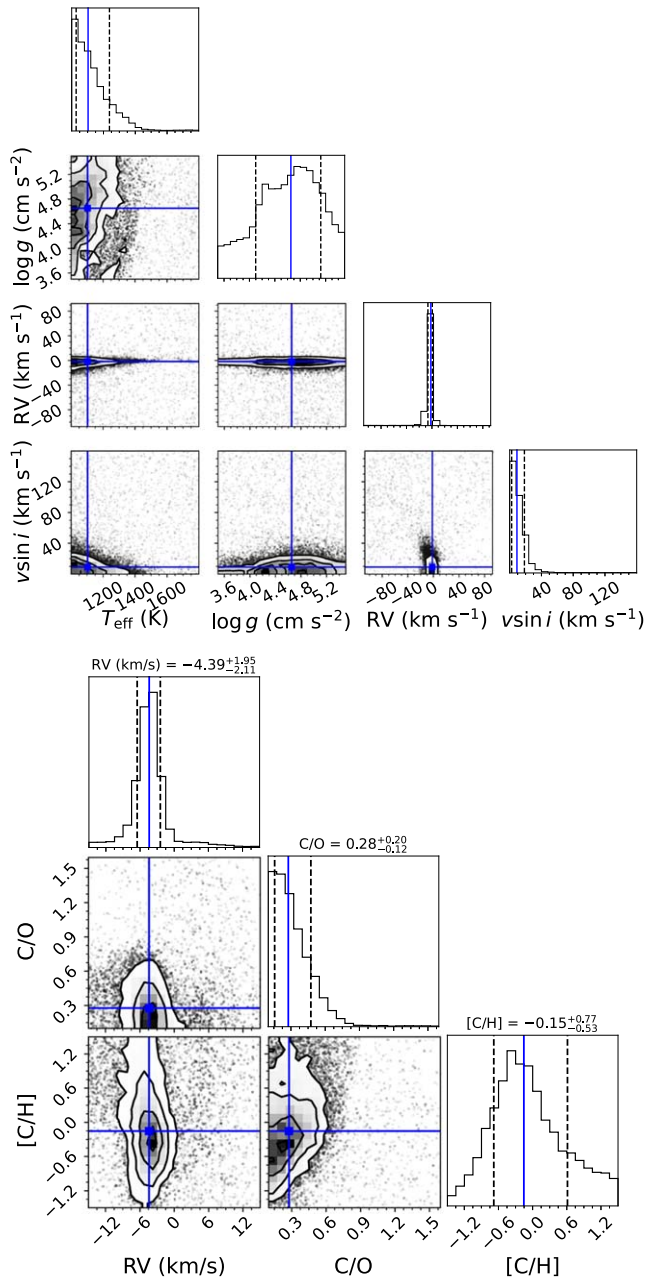 5.2
4.8
4.4
4.0
3.6
log g (cm s⁻²)
80
40
0
−40
−80
RV (km s⁻¹)
160
120
80
40
v sin i (km s⁻¹)
1200 1400 1600
T_eff (K)
3.6 4.0 4.4 4.8 5.2
log g (cm s⁻²)
−80 −40 0 40 80
RV (km s⁻¹)
40 80 120
v sin i (km s⁻¹)
RV (km/s) = −4.39 +1.95 −2.11
C/O = 0.28 +0.20 −0.12
1.5
1.2
0.9
0.6
0.3
C/O
[C/H] = −0.15 +0.77 −0.53
1.2
0.6
0.0
−0.6
−1.2
[C/H]
−12 −6 0 6 12
RV (km/s)
0.3 0.6 0.9 1.2 1.5
C/O
−1.2 −0.6 0.0 0.6 1.2
[C/H]